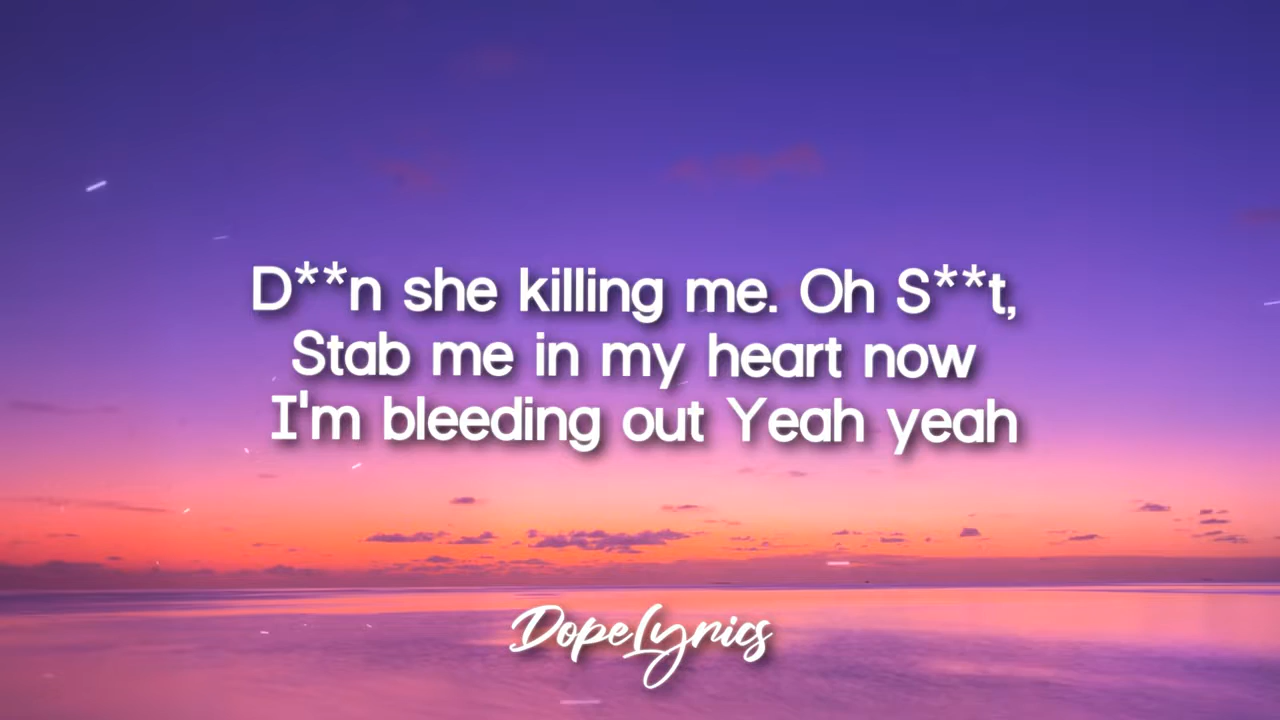 D**n she killing me. Oh S**t,
Stab me in my heart now
I'm bleeding out Yeah yeah
DopeLyrics